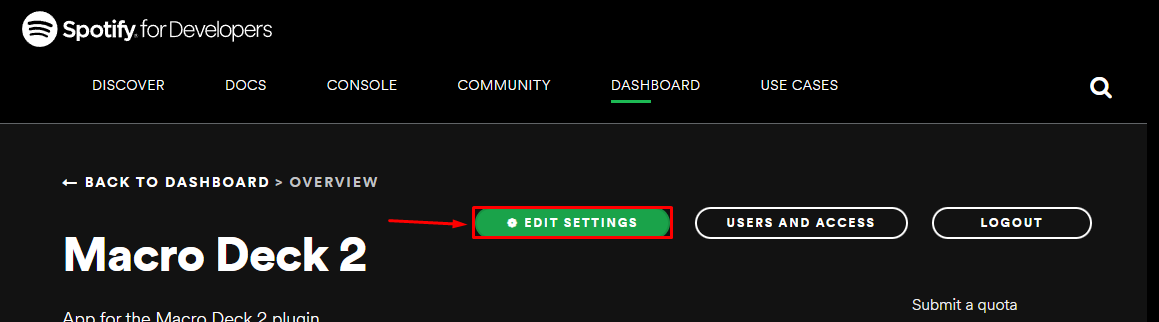 Spotify for Developers
DISCOVER DOCS CONSOLE COMMUNITY DASHBOARD USE CASES
← BACK TO DASHBOARD > OVERVIEW
EDIT SETTINGS USERS AND ACCESS LOGOUT
Macro Deck 2
Submit a quota
App for the Macro Deck 2 plugin